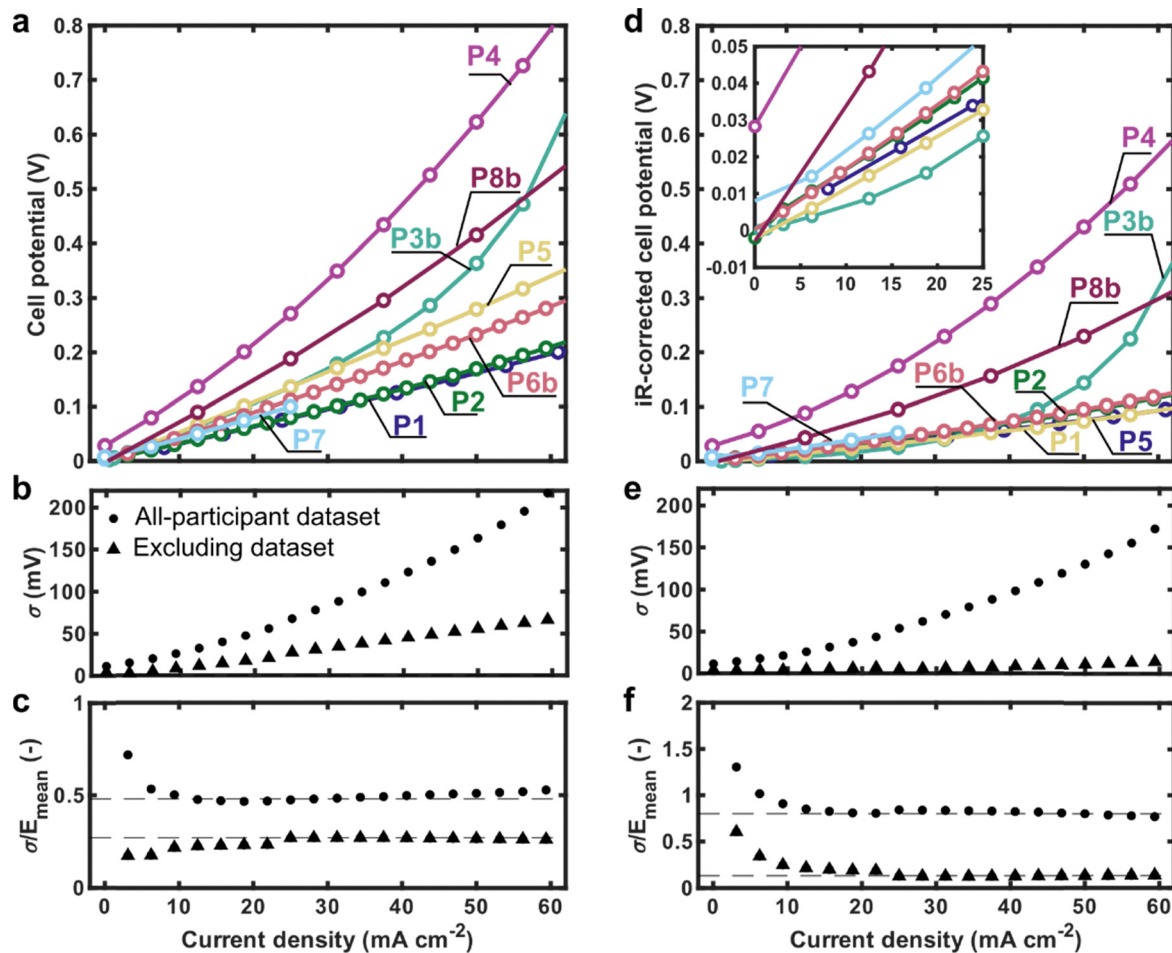 a
0.8
0.7
0.6
0.5
0.4
0.3
0.2
0.1
0
Cell potential (V)
P4
P8b
P3b
P5
P6b
P2
P1
P7
b
200
150
100
50
0
σ (mV)
All-participant dataset
Excluding dataset
c
1
0.5
0
σ/Emean (-)
0 10 20 30 40 50 60
Current density (mA cm-2)
d
0.8
0.7
0.6
0.5
0.4
0.3
0.2
0.1
0
iR-corrected cell potential (V)
0.05
0.04
0.03
0.02
0.01
0
-0.01
0 5 10 15 20 25
P4
P3b
P8b
P6b
P2
P7
P1
P5
e
200
150
100
50
0
σ (mV)
f
2
1.5
1
0.5
0
σ/Emean (-)
0 10 20 30 40 50 60
Current density (mA cm-2)